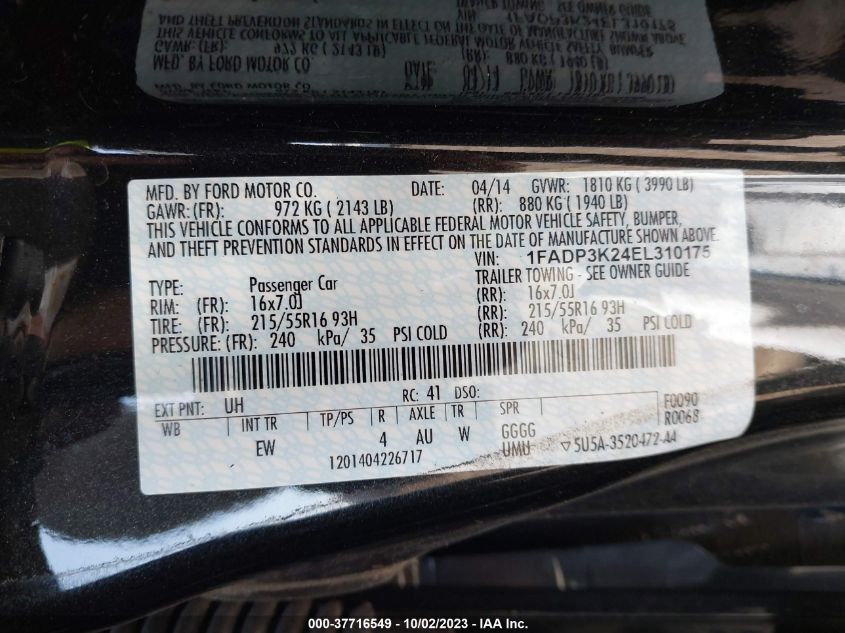 MFD. BY FORD MOTOR CO. DATE: 04/14 GVWR: 1810 KG ( 3990 LB)
GAWR: (FR): 972 KG ( 2143 LB) (RR): 880 KG ( 1940 LB)
THIS VEHICLE CONFORMS TO ALL APPLICABLE FEDERAL MOTOR VEHICLE SAFETY, BUMPER,
AND THEFT PREVENTION STANDARDS IN EFFECT ON THE DATE OF MANUFACTURE SHOWN ABOVE.
VIN: 1FADP3K24EL310175
TYPE: Passenger Car TRAILER TOWING - SEE OWNER GUIDE
RIM: (FR): 16x7.0J (RR): 16x7.0J
TIRE: (FR): 215/55R16 93H (RR): 215/55R16 93H
PRESSURE: (FR): 240 kPa/ 35 PSI COLD (RR): 240 kPa/ 35 PSI COLD
EXT PNT: UH RC: 41 DSO: F0090
WB INT TR TP/PS R AXLE TR SPR R0068
EW 4 AU W GGGG
UMU
1201404226717 ▽ 5U5A-3520472-AA
000-37716549 - 10/02/2023 - IAA Inc.